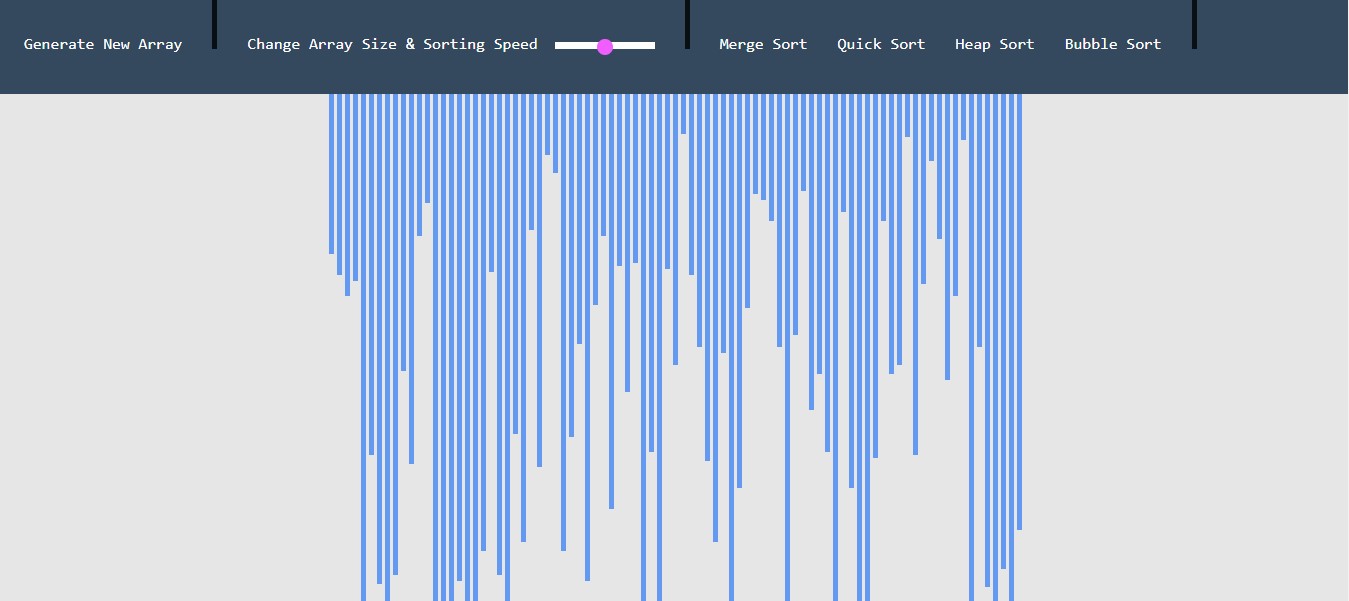 Generate New Array
Change Array Size & Sorting Speed
Merge Sort
Quick Sort
Heap Sort
Bubble Sort